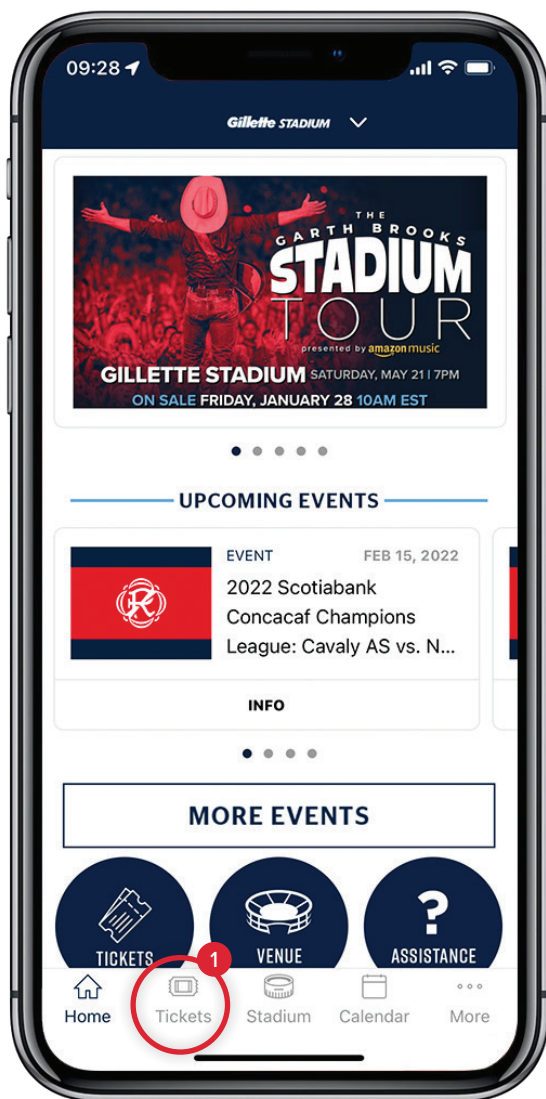 09:28
Gillette STADIUM
THE
GARTH BROOKS
STADIUM
TOUR
presented by amazon music
GILLETTE STADIUM SATURDAY, MAY 21 | 7PM
ON SALE FRIDAY, JANUARY 28 10AM EST
UPCOMING EVENTS
EVENT FEB 15, 2022
2022 Scotiabank
Concacaf Champions
League: Cavaly AS vs. N...
INFO
MORE EVENTS
?
TICKETS VENUE ASSISTANCE
1
Home Tickets Stadium Calendar More